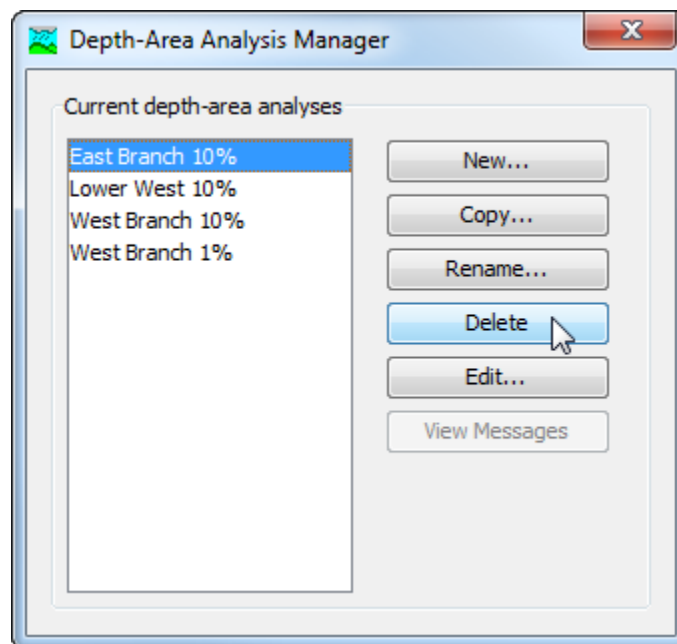 Depth-Area Analysis Manager
Current depth-area analyses
East Branch 10%
Lower West 10%
West Branch 10%
West Branch 1%
New...
Copy...
Rename...
Delete
Edit...
View Messages